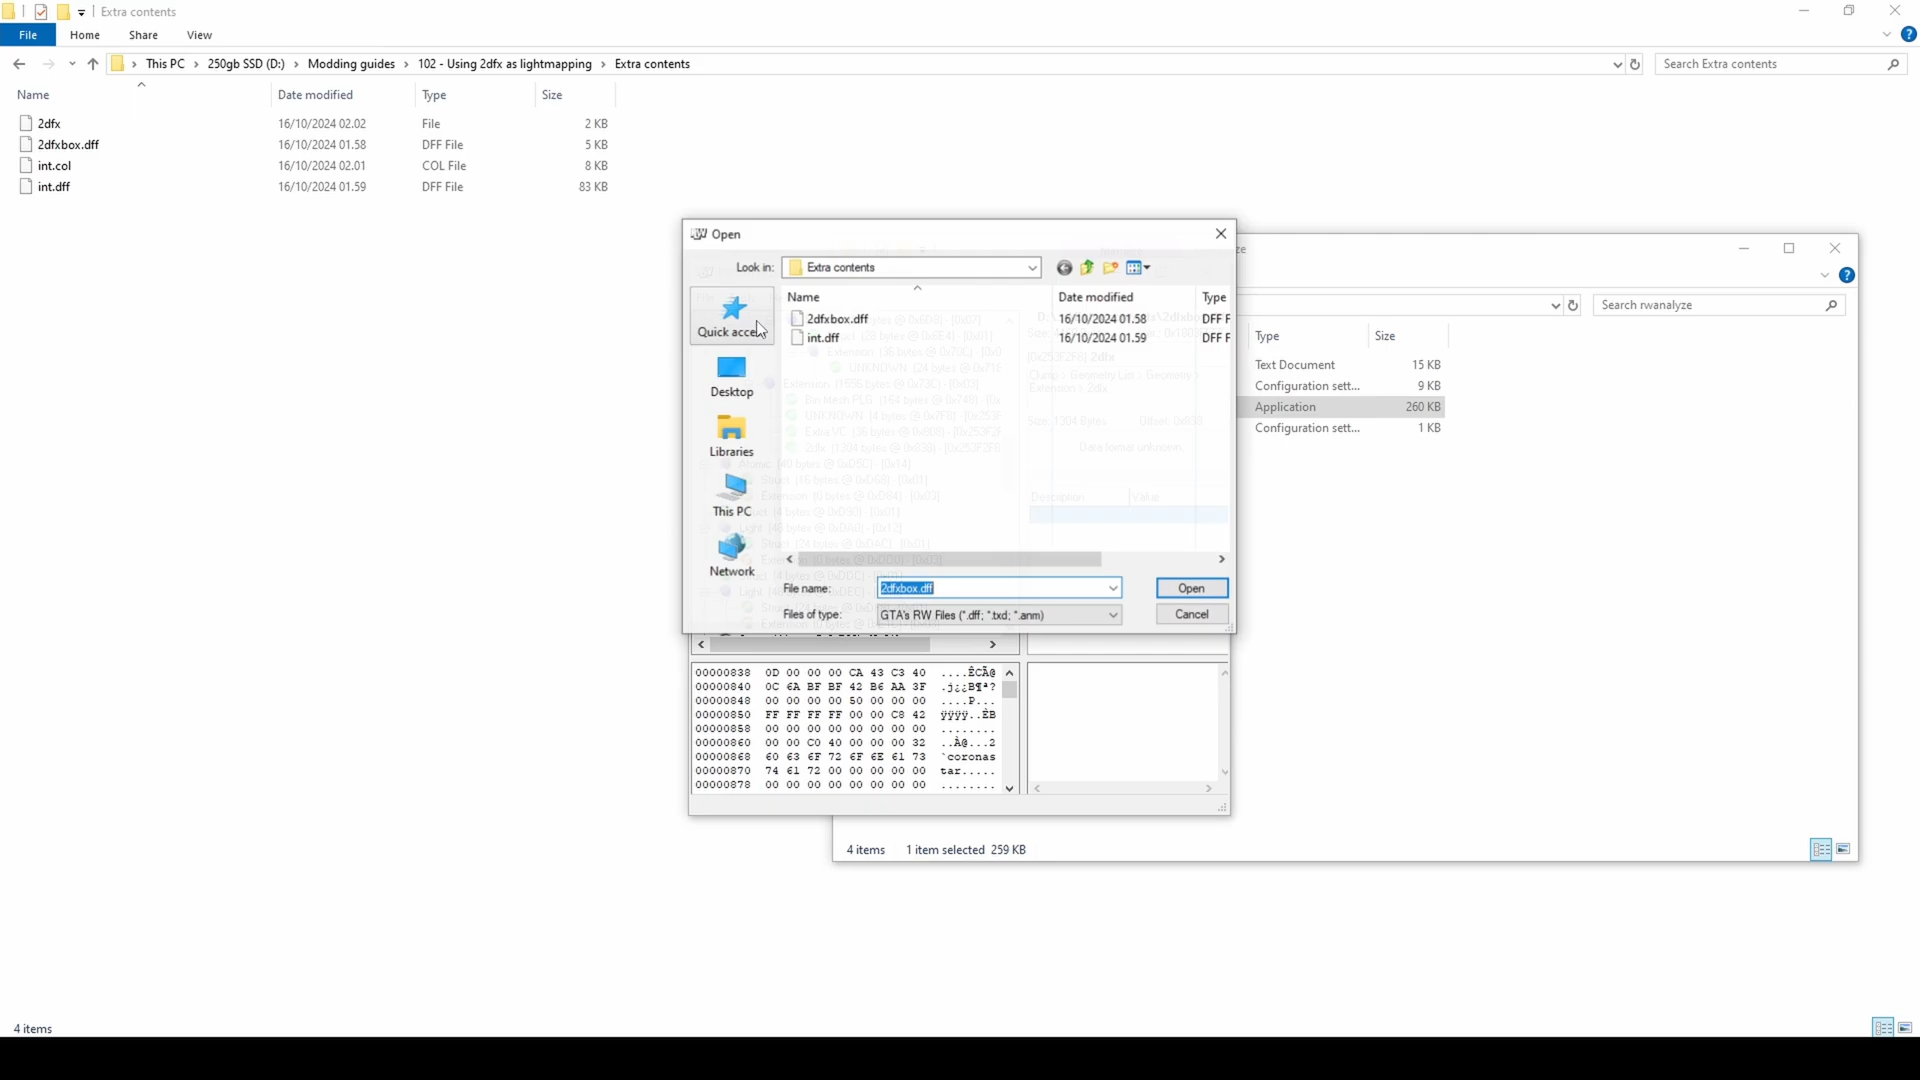 Extra contents
File Home Share View
This PC 250gb SSD (D:) Modding guides 102 - Using 2dfx as lightmapping Extra contents
Search Extra contents
Name Date modified Type Size
2dfx 16/10/2024 02.02 File 2 KB
2dfxbox.dff 16/10/2024 01.58 DFF File 5 KB
int.col 16/10/2024 02.01 COL File 8 KB
int.dff 16/10/2024 01.59 DFF File 83 KB
Open
Look in: Extra contents
Name Date modified Type
2dfxbox.dff 16/10/2024 01.58 DFF F
int.dff 16/10/2024 01.59 DFF F
Quick access
Desktop
Libraries
This PC
Network
File name: 2dfxbox.dff Open
Files of type: GTA's RW Files (*.dff; *.txd; *.anm) Cancel
Search rwanalyze
Type Size
Text Document 15 KB
Configuration sett... 9 KB
Application 260 KB
Configuration sett... 1 KB
Data format unknown
Description Value
00000838 0D 00 00 00 CA 43 C3 40 ....ÊCÃ@
00000840 0C 6A BF BF 42 B6 AA 3F .j¿¿B¶ª?
00000848 00 00 00 00 50 00 00 00 ....P...
00000850 FF FF FF FF 00 00 C8 42 ÿÿÿÿ..ÈB
00000858 00 00 00 00 00 00 00 00 ........
00000860 00 00 C0 40 00 00 00 32 ..À@...2
00000868 60 63 6F 72 6F 6E 61 73 `coronas
00000870 74 61 72 00 00 00 00 00 tar.....
00000878 00 00 00 00 00 00 00 00 ........
4 items 1 item selected 259 KB
4 items